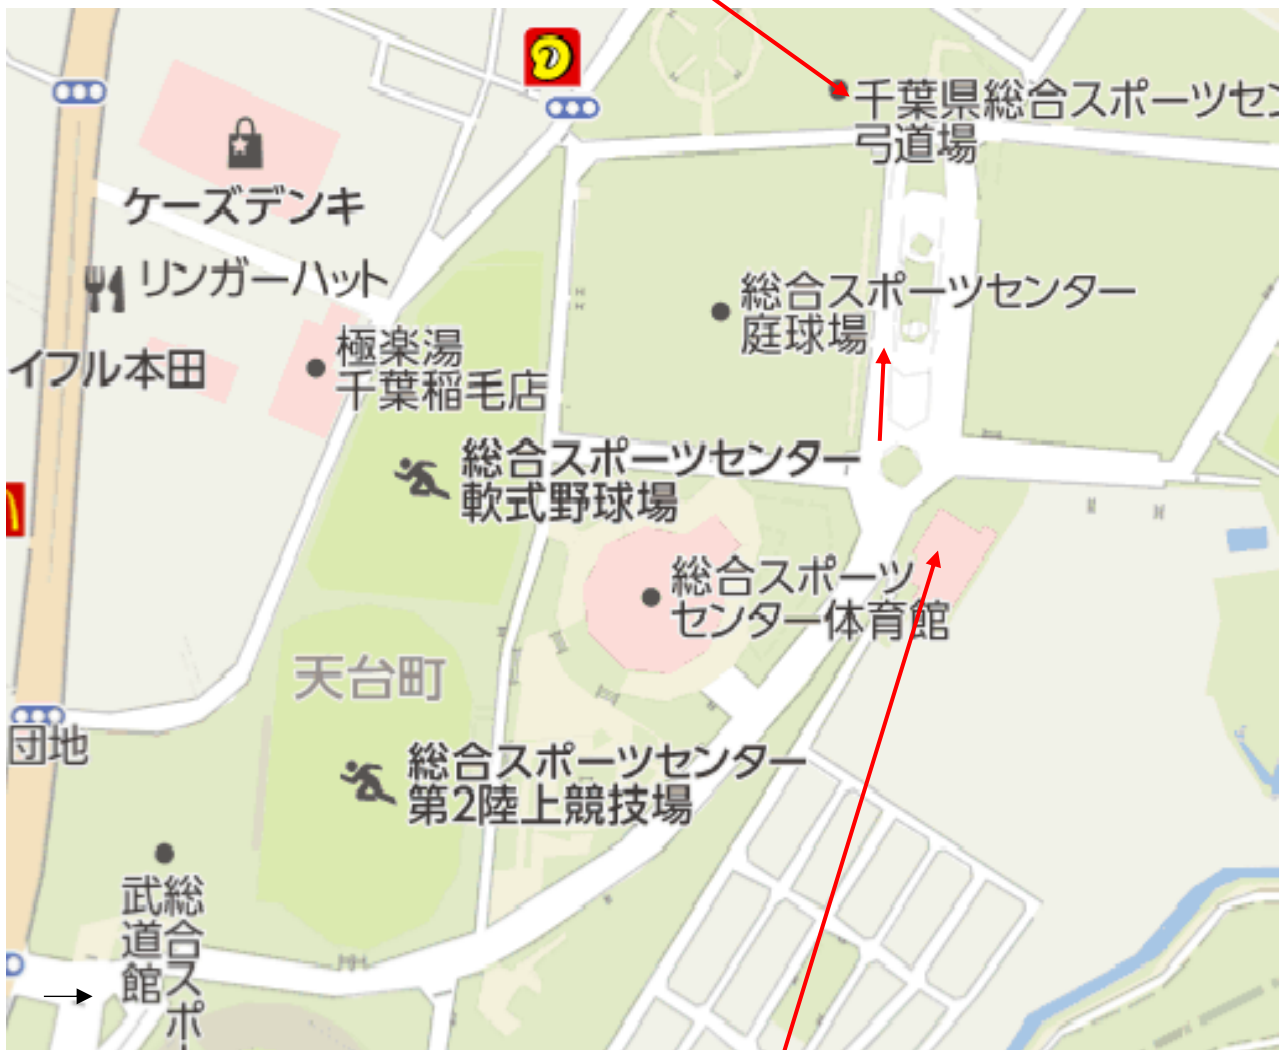 千葉県総合スポーツセン
弓道場
ケーズデンキ
リンガーハット
総合スポーツセンター
庭球場
極楽湯
千葉稲毛店
イフル本田
総合スポーツセンター
軟式野球場
総合スポーツ
センター体育館
天台町
団地
総合スポーツセンター
第2陸上競技場
総合スポー
武道館